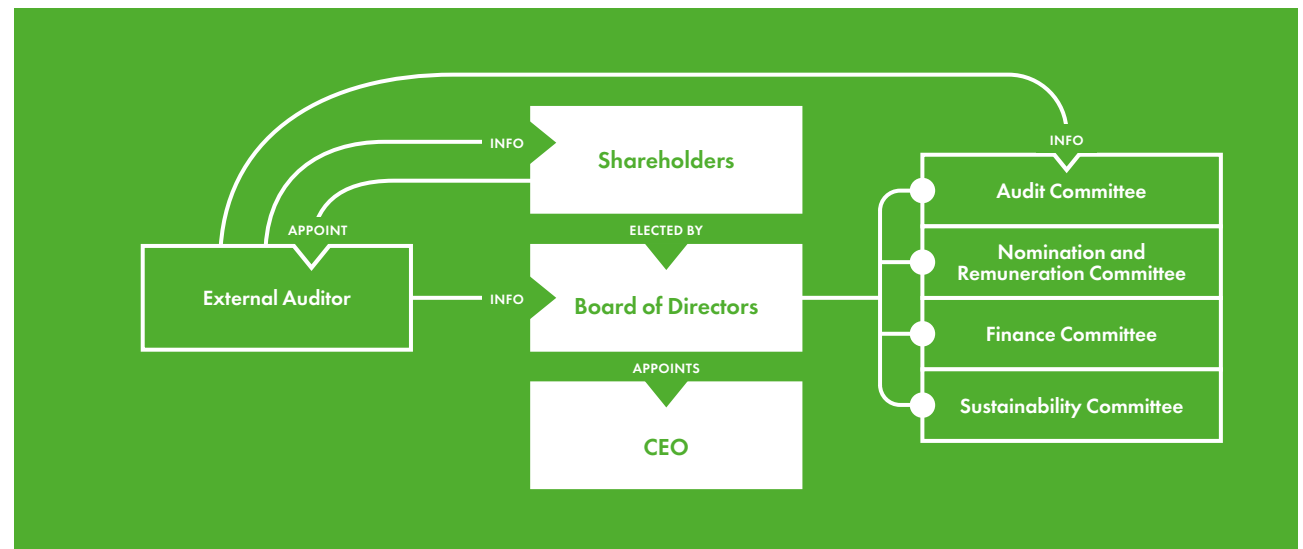 INFO
INFO
Shareholders
Audit Committee
APPOINT
ELECTED BY
Nomination and
Remuneration Committee
External Auditor
INFO
Board of Directors
Finance Committee
APPOINTS
Sustainability Committee
CEO